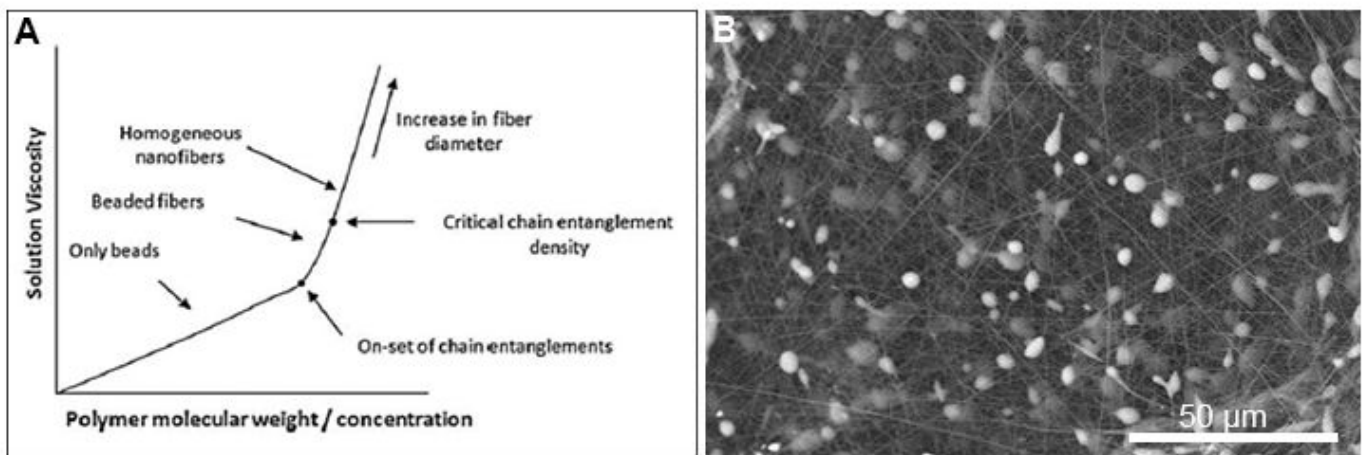 A
Solution Viscosity
Homogeneous
nanofibers
Increase in fiber
diameter
Beaded fibers
Critical chain entanglement
density
Only beads
On-set of chain entanglements
Polymer molecular weight / concentration
B
50 µm